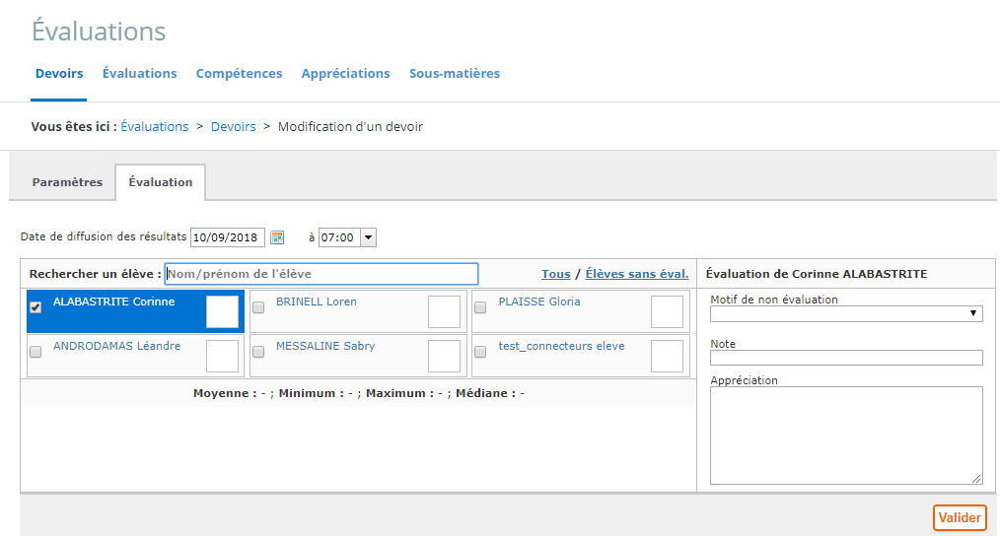 Évaluations
Devoirs Évaluations Compétences Appréciations Sous-matières
Vous êtes ici : Évaluations > Devoirs > Modification d'un devoir
Paramètres Évaluation
Date de diffusion des résultats 10/09/2018 à 07:00
Rechercher un élève : Nom/prénom de l'élève Tous / Élèves sans éval.
ALABASTRITE Corinne BRINELL Loren PLAISSE Gloria
ANDRODAMAS Léandre MESSALINE Sabry test_connecteurs eleve
Moyenne : - ; Minimum : - ; Maximum : - ; Médiane : -
Évaluation de Corinne ALABASTRITE
Motif de non évaluation
Note
Appréciation
Valider